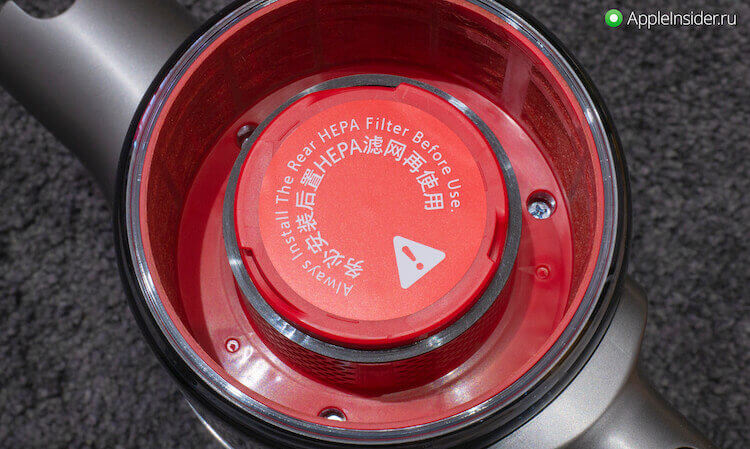 AppleInsider.ru
Always Install The Rear HEPA Filter Before Use.
务必安装后置HEPA滤网再使用